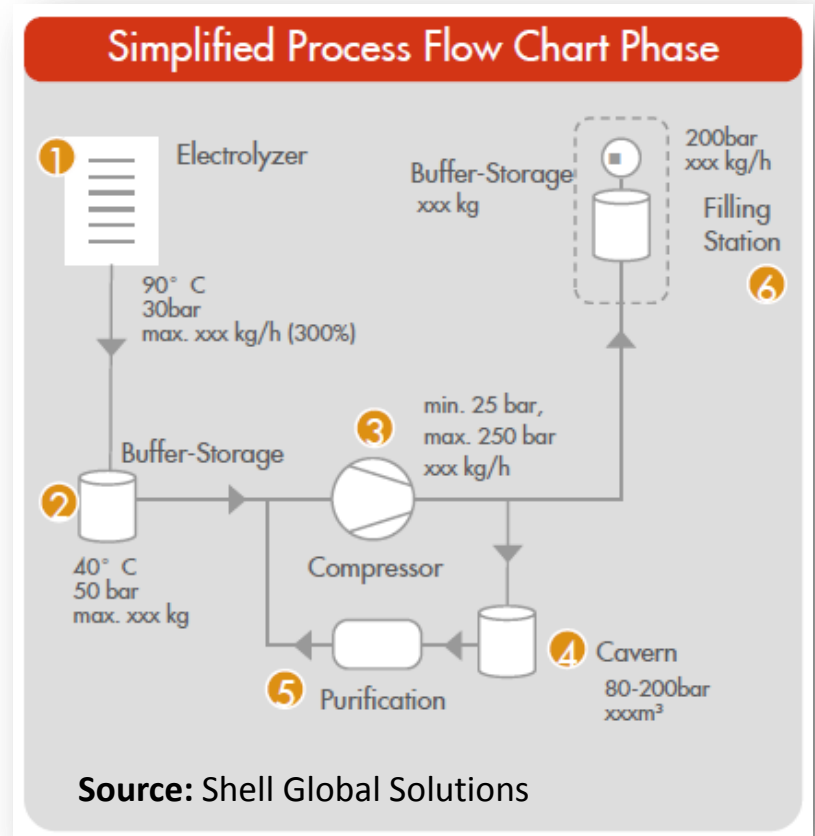 Simplified Process Flow Chart Phase
1
Electrolyzer
90° C
30bar
max. xxx kg/h (300%)
Buffer-Storage
xxx kg
200bar
xxx kg/h
Filling
Station
6
Buffer-Storage
2
40° C
50 bar
max. xxx kg
3
min. 25 bar,
max. 250 bar
xxx kg/h
Compressor
4
Cavern
80-200bar
xxxm³
5
Purification
Source: Shell Global Solutions